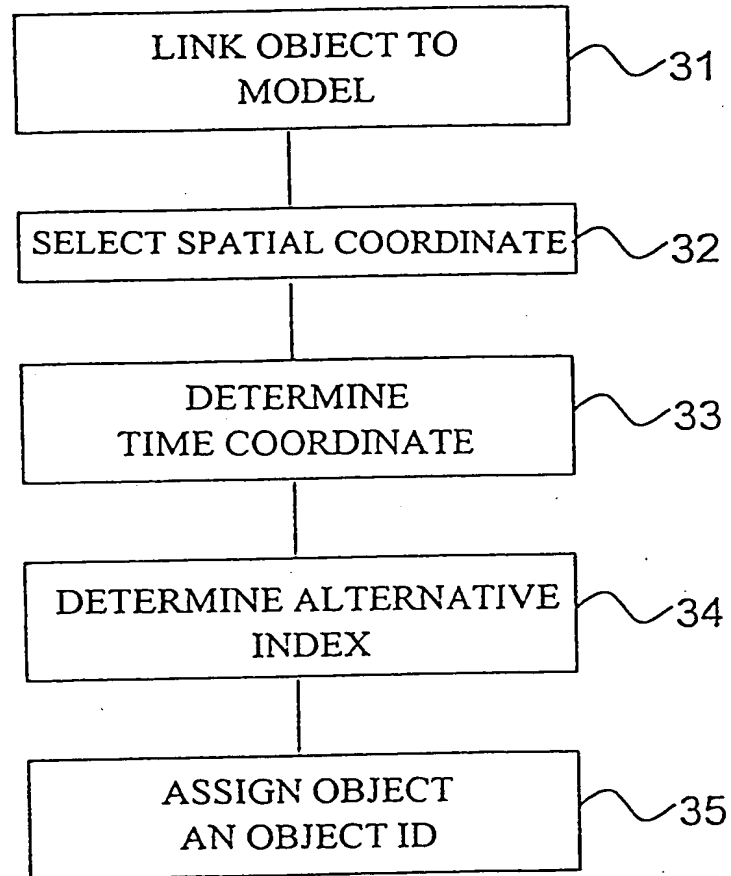 LINK OBJECT TO
MODEL
31
SELECT SPATIAL COORDINATE
32
DETERMINE
TIME COORDINATE
33
DETERMINE ALTERNATIVE
INDEX
34
ASSIGN OBJECT
AN OBJECT ID
35